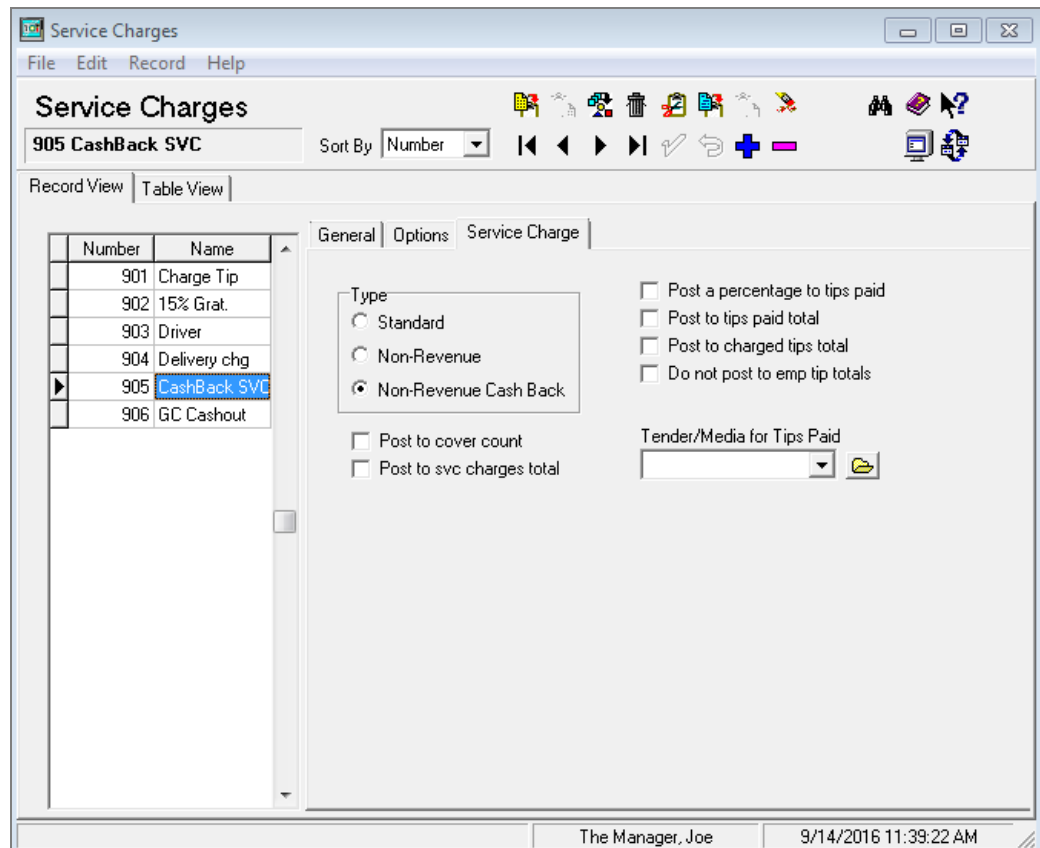 Service Charges
File Edit Record Help
Service Charges
905 CashBack SVC
Sort By Number
Record View Table View
General Options Service Charge
Number Name
901 Charge Tip
902 15% Grat.
903 Driver
904 Delivery chg
905 CashBack SVC
906 GC Cashout
Type
Standard
Non-Revenue
Non-Revenue Cash Back
Post to cover count
Post to svc charges total
Post a percentage to tips paid
Post to tips paid total
Post to charged tips total
Do not post to emp tip totals
Tender/Media for Tips Paid
The Manager, Joe 9/14/2016 11:39:22 AM